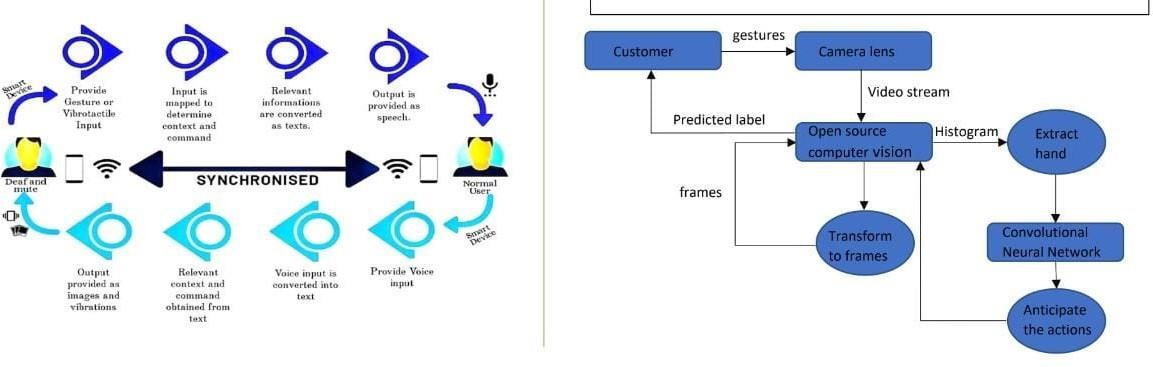 Smart
Device
Provide
Gesture or
Vibrotactile
Input
Input is
mapped to
determine
context and
command
Relevant
informations
are converted
as texts.
Output is
provided as
speech.
Deaf and
mute
SYNCHRONISED
Normal
User
Smart
Device
Output
provided as
images and
vibrations
Relevant
context and
command
obtained from
text
Voice input is
converted into
text
Provide Voice
input
Customer
gestures
Camera lens
Video stream
Predicted label
Open source
computer vision
Histogram
Extract
hand
frames
Transform
to frames
Convolutional
Neural Network
Anticipate
the actions